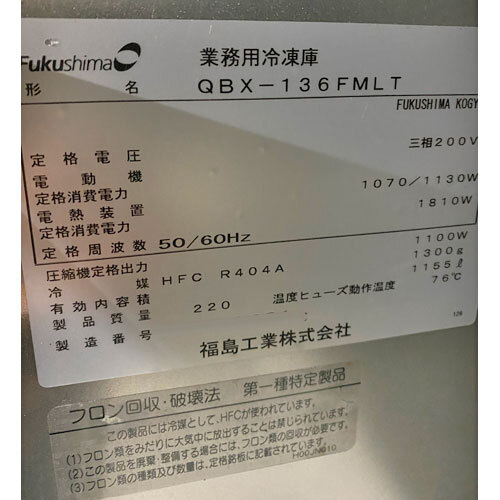 Fukushima
業務用冷凍庫
形名 QBX-136FMLT
FUKUSHIMA KOGY
定格電圧 三相200V
電動機
定格消費電力 1070/1130W
電熱装置
定格消費電力 1810W
定格周波数 50/60Hz
圧縮機定格出力 1100W
冷媒 HFC R404A 1300g
有効内容積 1155ℓ
製品質量 220 温度ヒューズ動作温度 76℃
製造番号
126
福島工業株式会社
フロン回収・破壊法 第一種特定製品
この製品には冷媒として、HFCが使われています。
(1)フロン類をみだりに大気中に放出することは禁じられています。
(2)この製品を廃棄・整備する場合には、フロン類の回収が必要です。
(3)フロン類の種類及び数量は、定格銘板に記載されています。